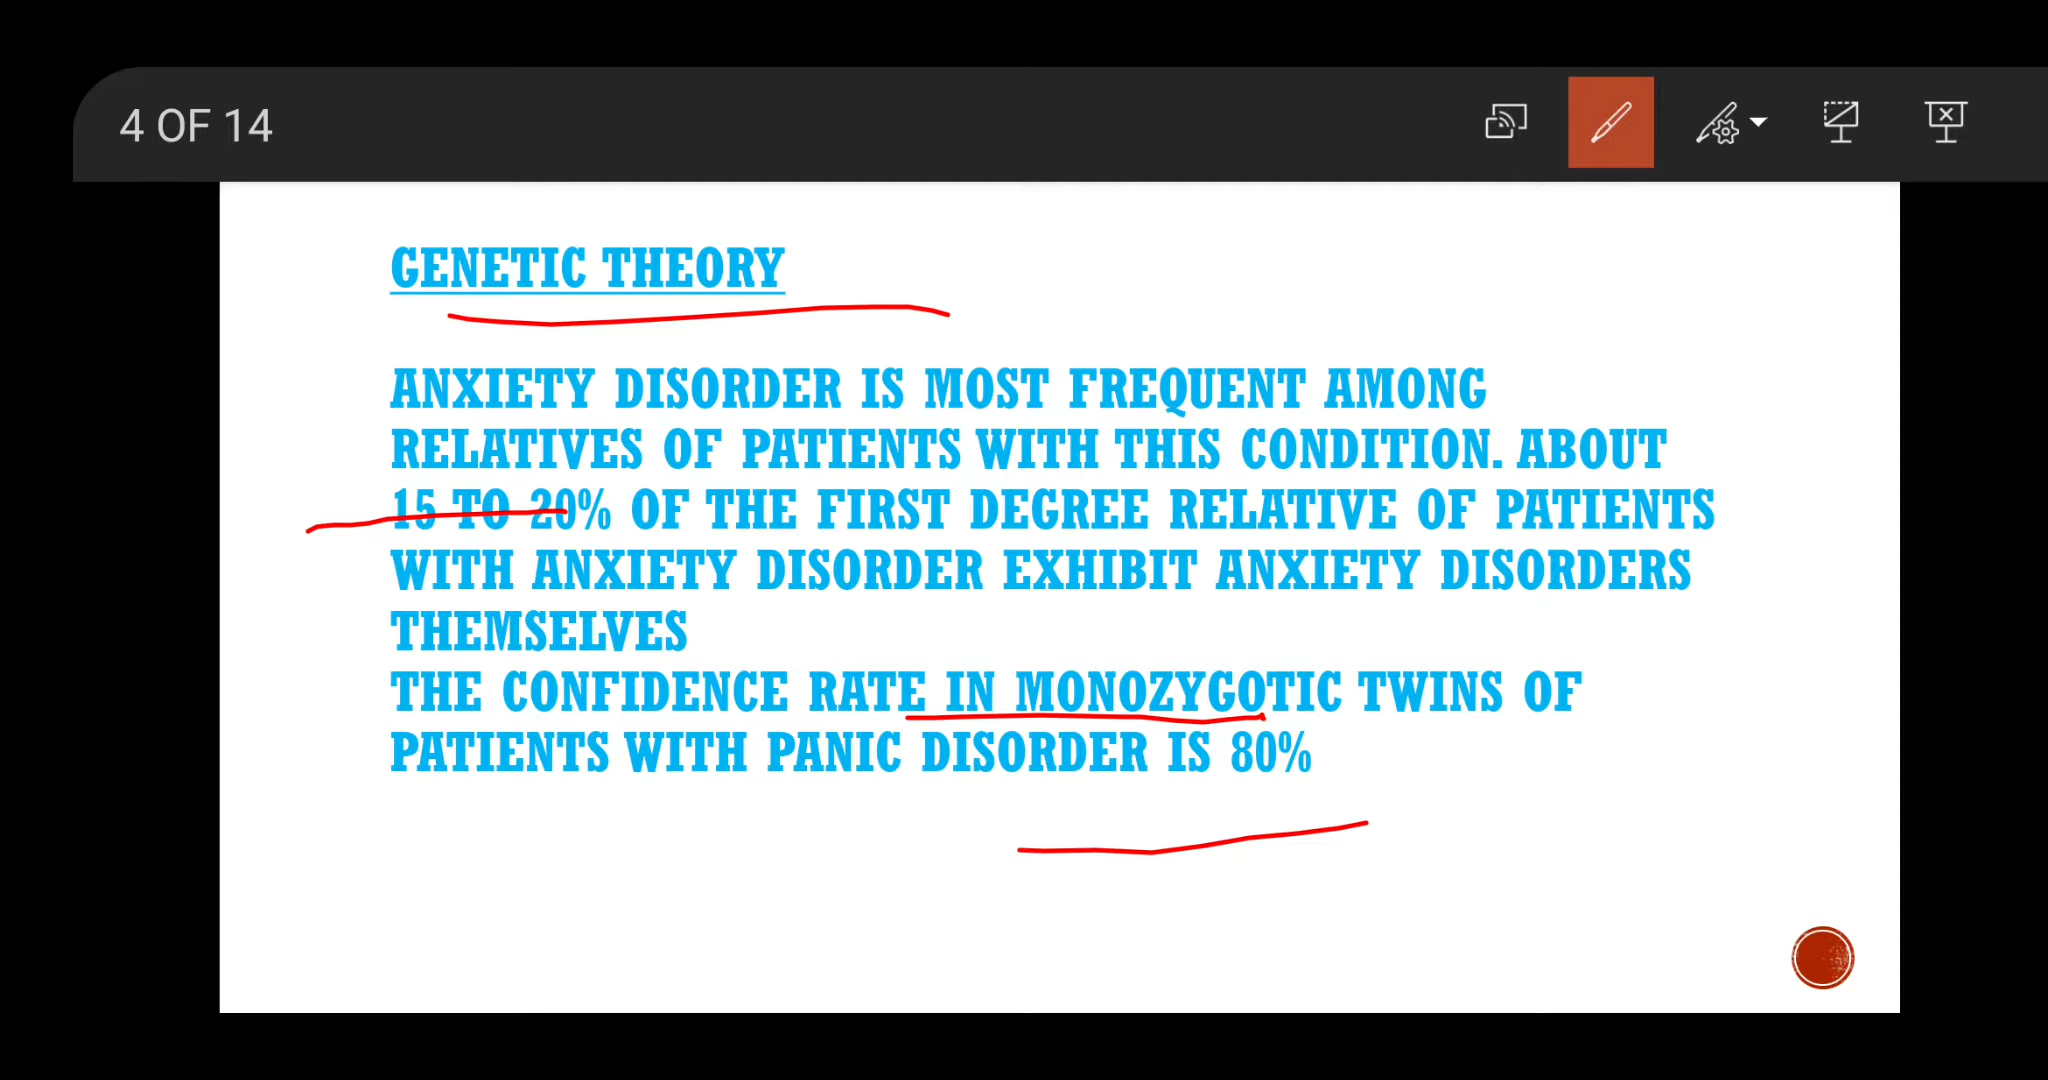 4 OF 14
GENETIC THEORY
ANXIETY DISORDER IS MOST FREQUENT AMONG
RELATIVES OF PATIENTS WITH THIS CONDITION. ABOUT
15 TO 20% OF THE FIRST DEGREE RELATIVE OF PATIENTS
WITH ANXIETY DISORDER EXHIBIT ANXIETY DISORDERS
THEMSELVES
THE CONFIDENCE RATE IN MONOZYGOTIC TWINS OF
PATIENTS WITH PANIC DISORDER IS 80%